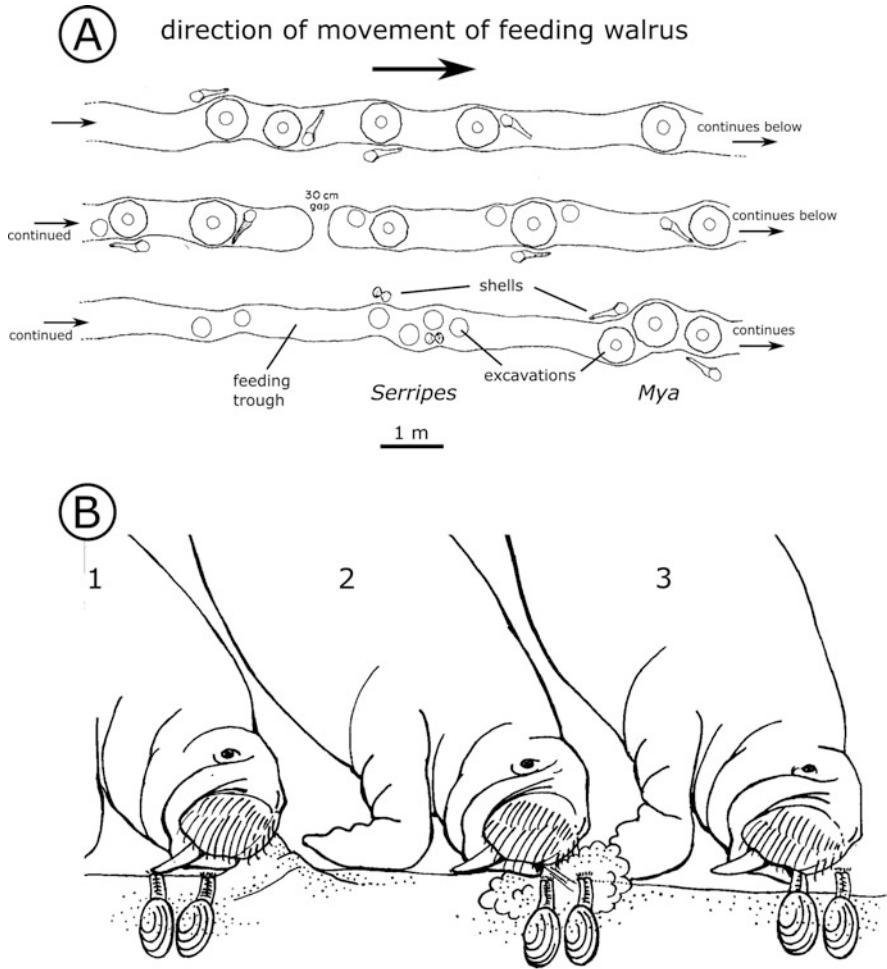 A
direction of movement of feeding walrus
continues below
30 cm
gap
continued
continues below
shells
continued
continues
feeding
trough
excavations
Serripes
Mya
1 m
B
1
2
3